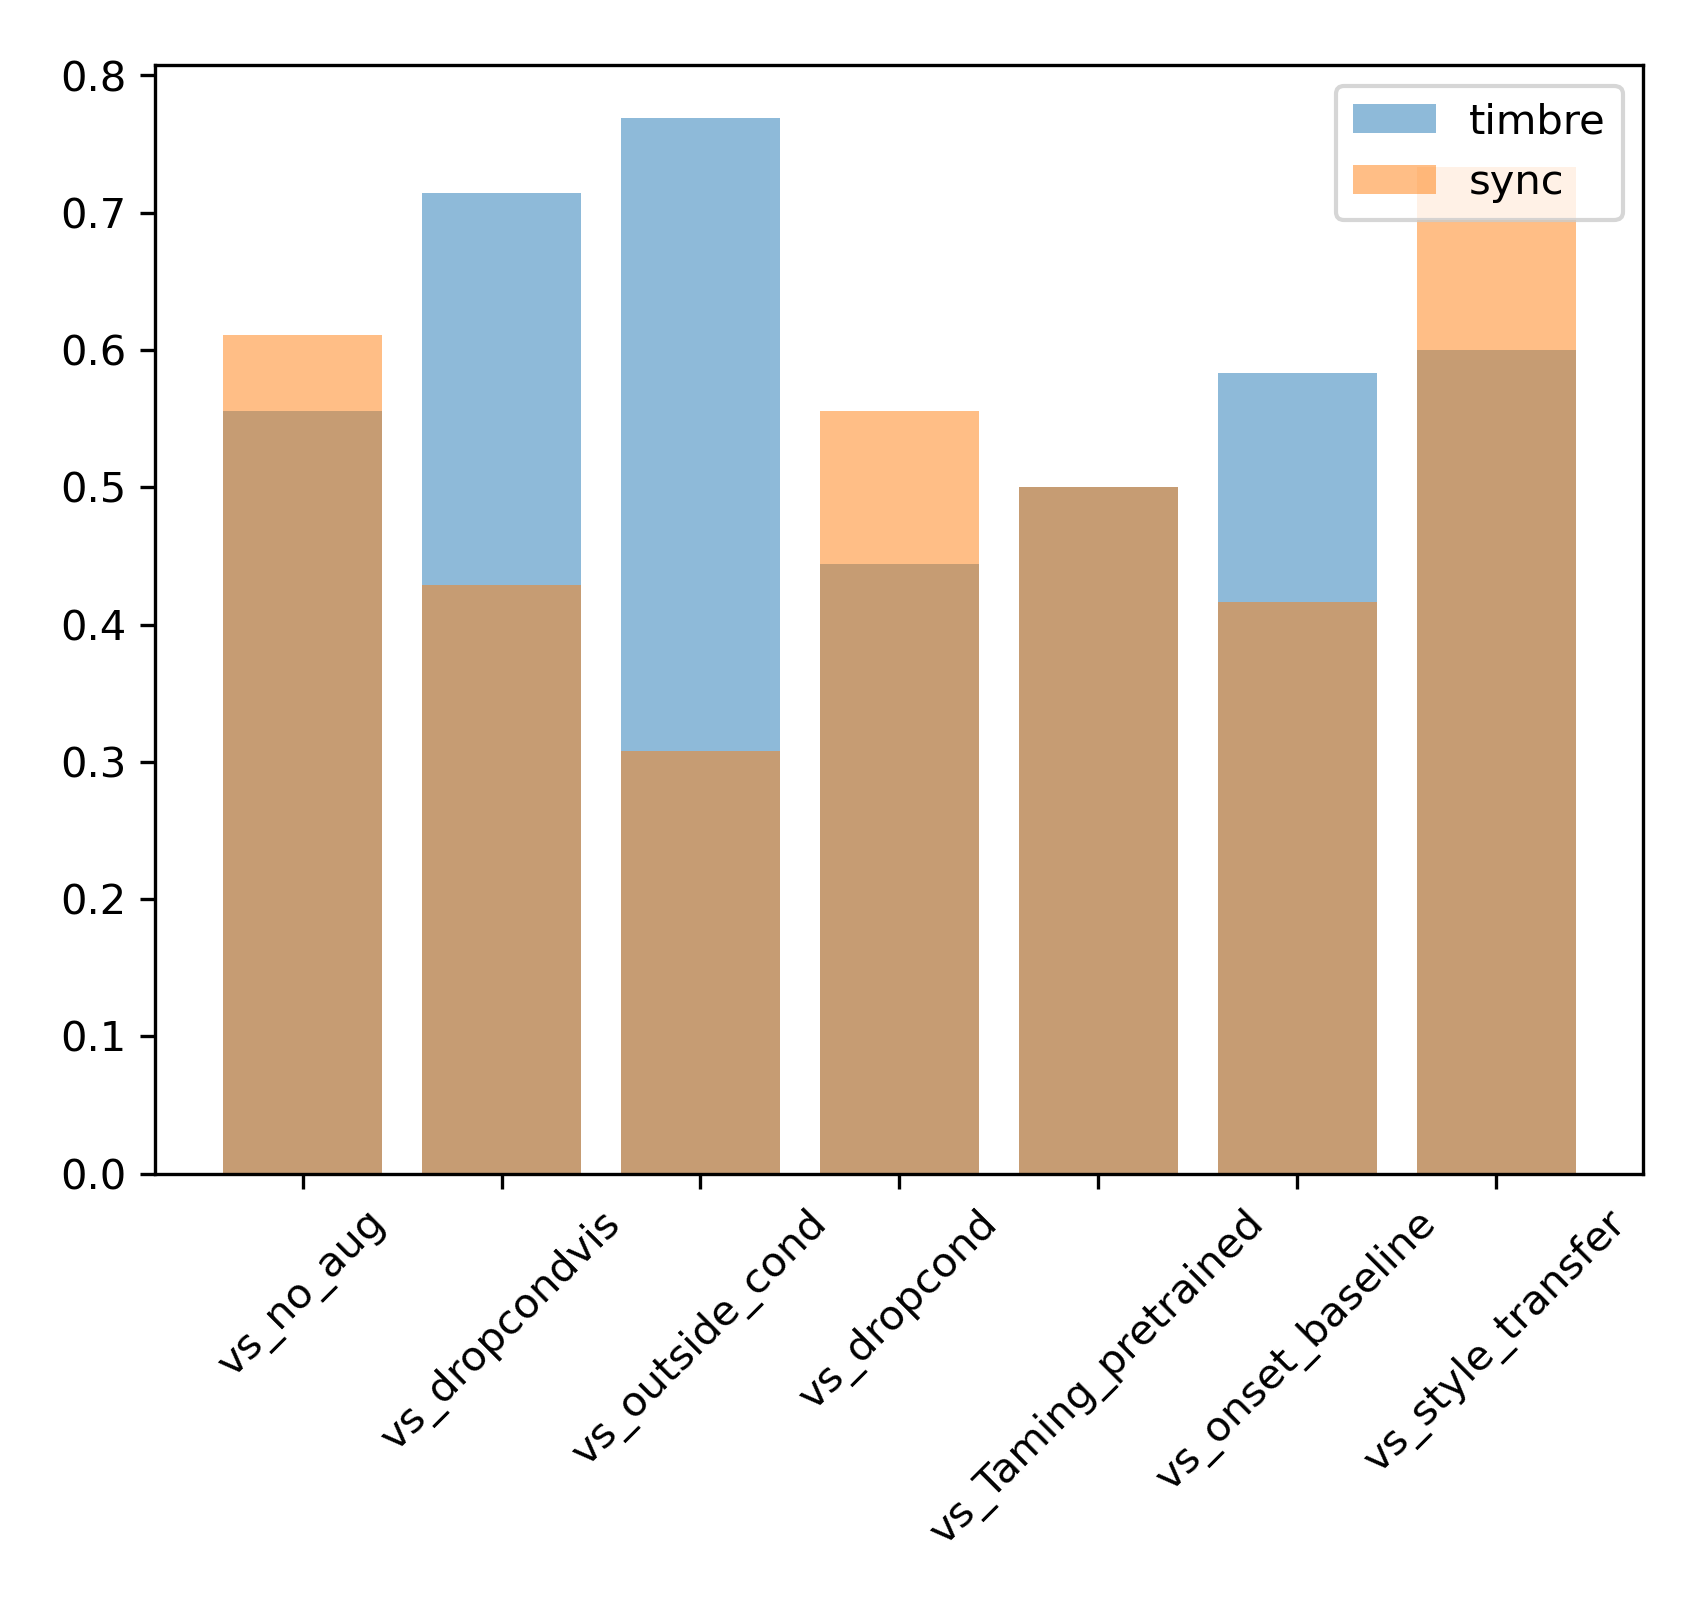 0.8
0.7
0.6
0.5
0.4
0.3
0.2
0.1
0.0
timbre
sync
vs_no_aug
vs_dropcondvis
vs_outside_cond
vs_dropcond
vs_Taming_pretrained
vs_onset_baseline
vs_style_transfer